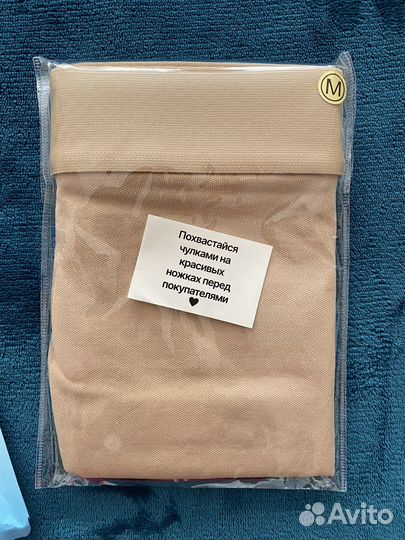 M
Похвастайся
чулками на
красивых
ножках перед
покупателями
🖤
Avito